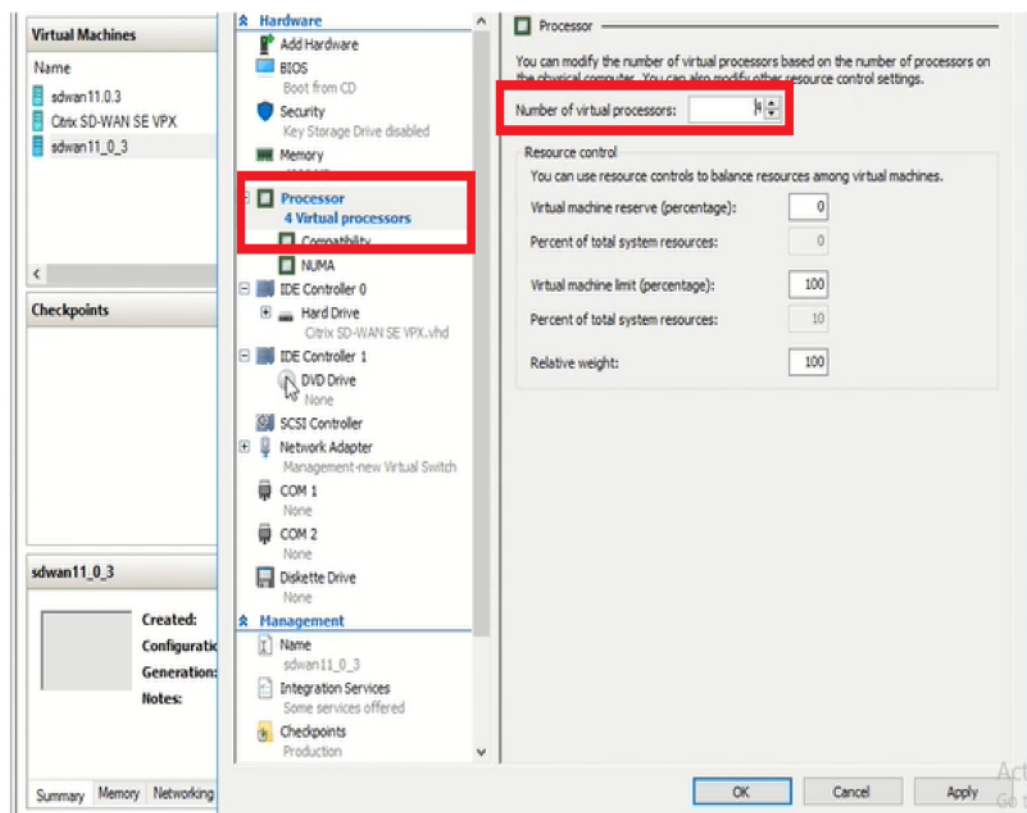 Virtual Machines
Name
sdwan11.0.3
Citrix SD-WAN SE VPX
sdwan11_0_3
Checkpoints
sdwan11_0_3
Created:
Configuratic
Generation:
Notes:
Summary Memory Networking
Hardware
Add Hardware
BIOS
Boot from CD
Security
Key Storage Drive disabled
Memory
Processor
4 Virtual processors
Compatibility
NUMA
IDE Controller 0
Hard Drive
Citrix SD-WAN SE VPX.vhd
IDE Controller 1
DVD Drive
None
SCSI Controller
Network Adapter
Management-new Virtual Switch
COM 1
None
COM 2
None
Diskette Drive
None
Management
Name
sdwan11_0_3
Integration Services
Some services offered
Checkpoints
Production
Processor
You can modify the number of virtual processors based on the number of processors on
the physical computer. You can also modify other resource control settings.
Number of virtual processors: 4
Resource control
You can use resource controls to balance resources among virtual machines.
Virtual machine reserve (percentage): 0
Percent of total system resources: 0
Virtual machine limit (percentage): 100
Percent of total system resources: 10
Relative weight: 100
OK Cancel Apply
Act
Go t